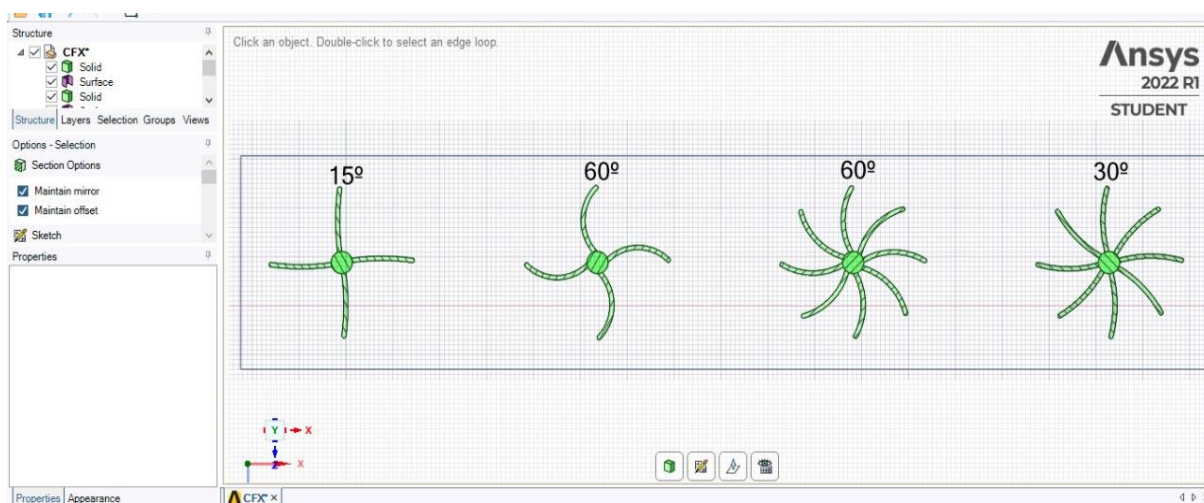 Structure
CFX*
Solid
Surface
Solid
Structure Layers Selection Groups Views
Options - Selection
Section Options
Maintain mirror
Maintain offset
Sketch
Properties
Properties Appearance
Click an object. Double-click to select an edge loop.
Ansys
2022 R1
STUDENT
15º 60º 60º 30º
Y X
Z X
CFX*